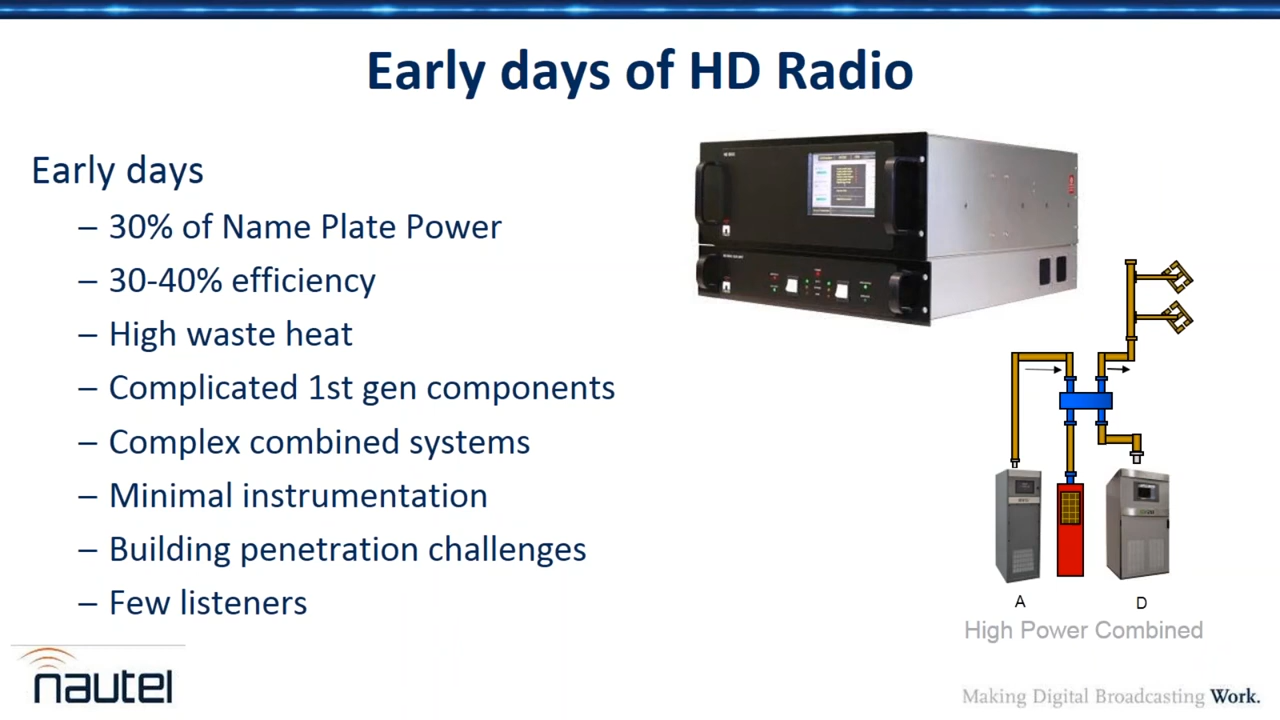 Early days of HD Radio
Early days
– 30% of Name Plate Power
– 30-40% efficiency
– High waste heat
– Complicated 1st gen components
– Complex combined systems
– Minimal instrumentation
– Building penetration challenges
– Few listeners
A
D
High Power Combined
nautel
Making Digital Broadcasting Work.